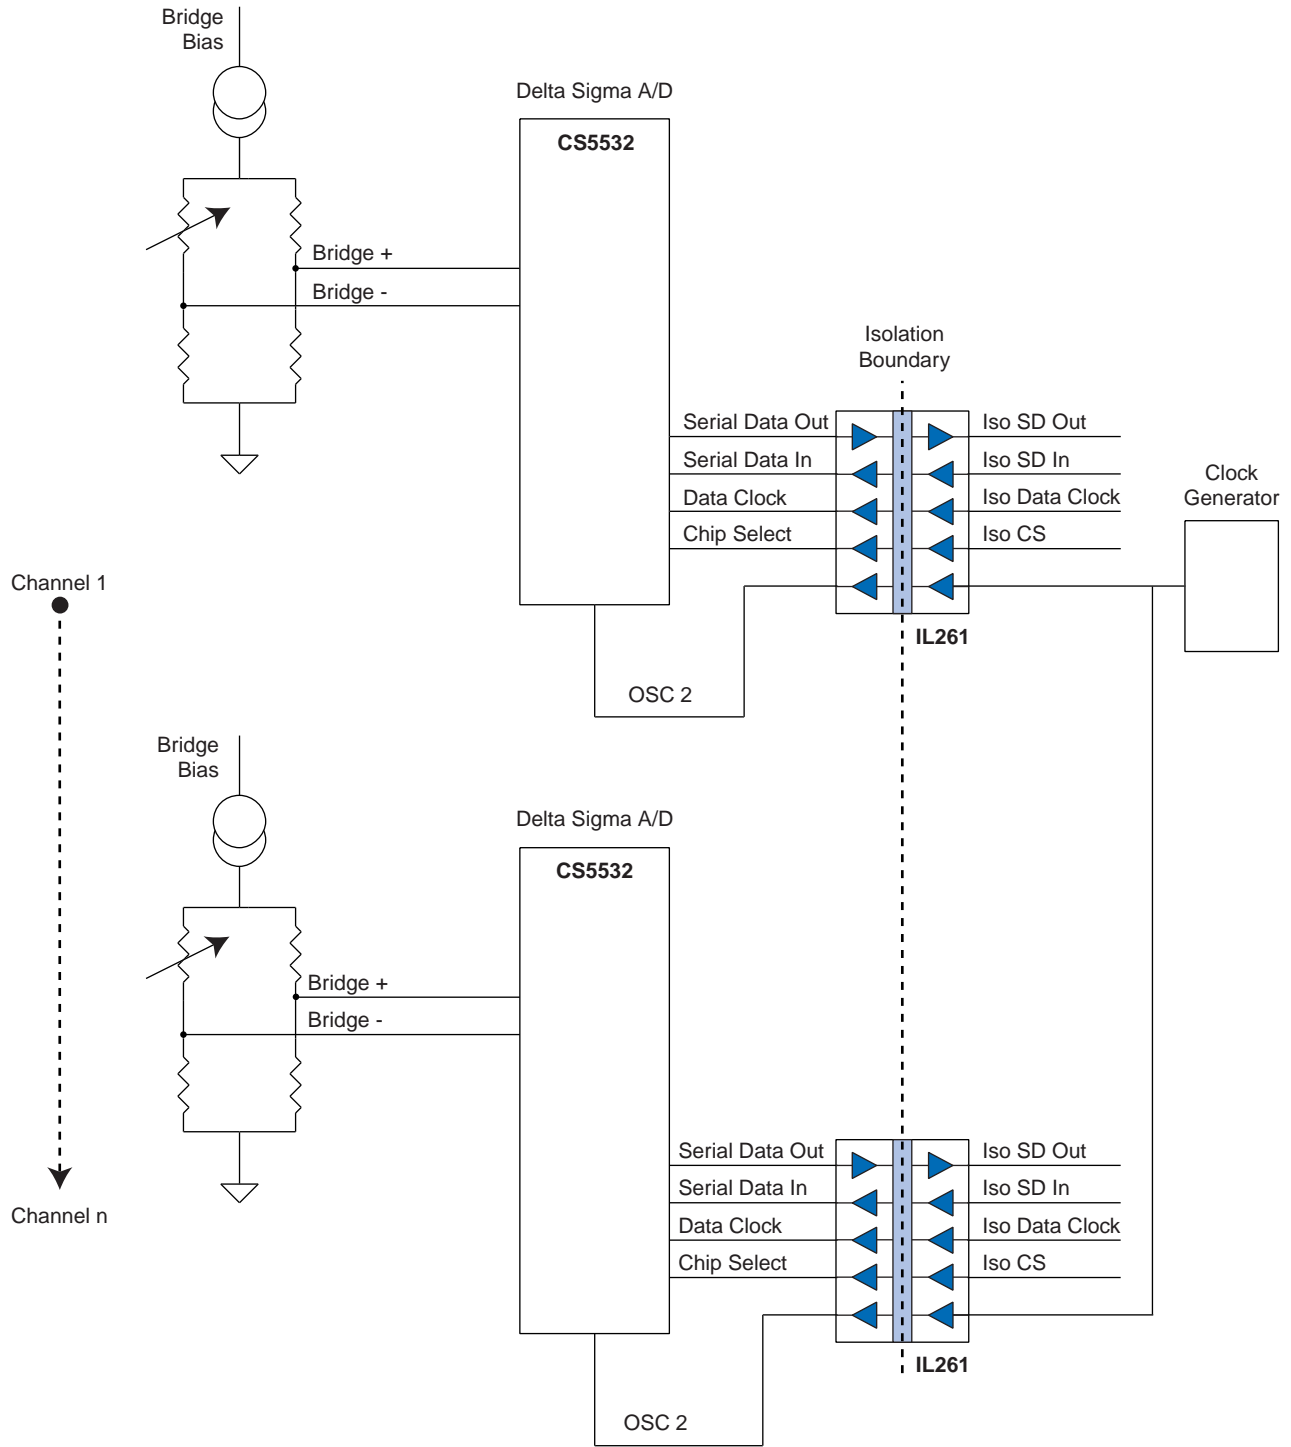 Bridge
Bias
Delta Sigma A/D
CS5532
Bridge +
Bridge -
Isolation
Boundary
Serial Data Out
Iso SD Out
Serial Data In
Iso SD In
Data Clock
Iso Data Clock
Chip Select
Iso CS
Clock
Generator
Channel 1
IL261
OSC 2
Bridge
Bias
Delta Sigma A/D
CS5532
Bridge +
Bridge -
Serial Data Out
Iso SD Out
Serial Data In
Iso SD In
Data Clock
Iso Data Clock
Chip Select
Iso CS
Channel n
IL261
OSC 2